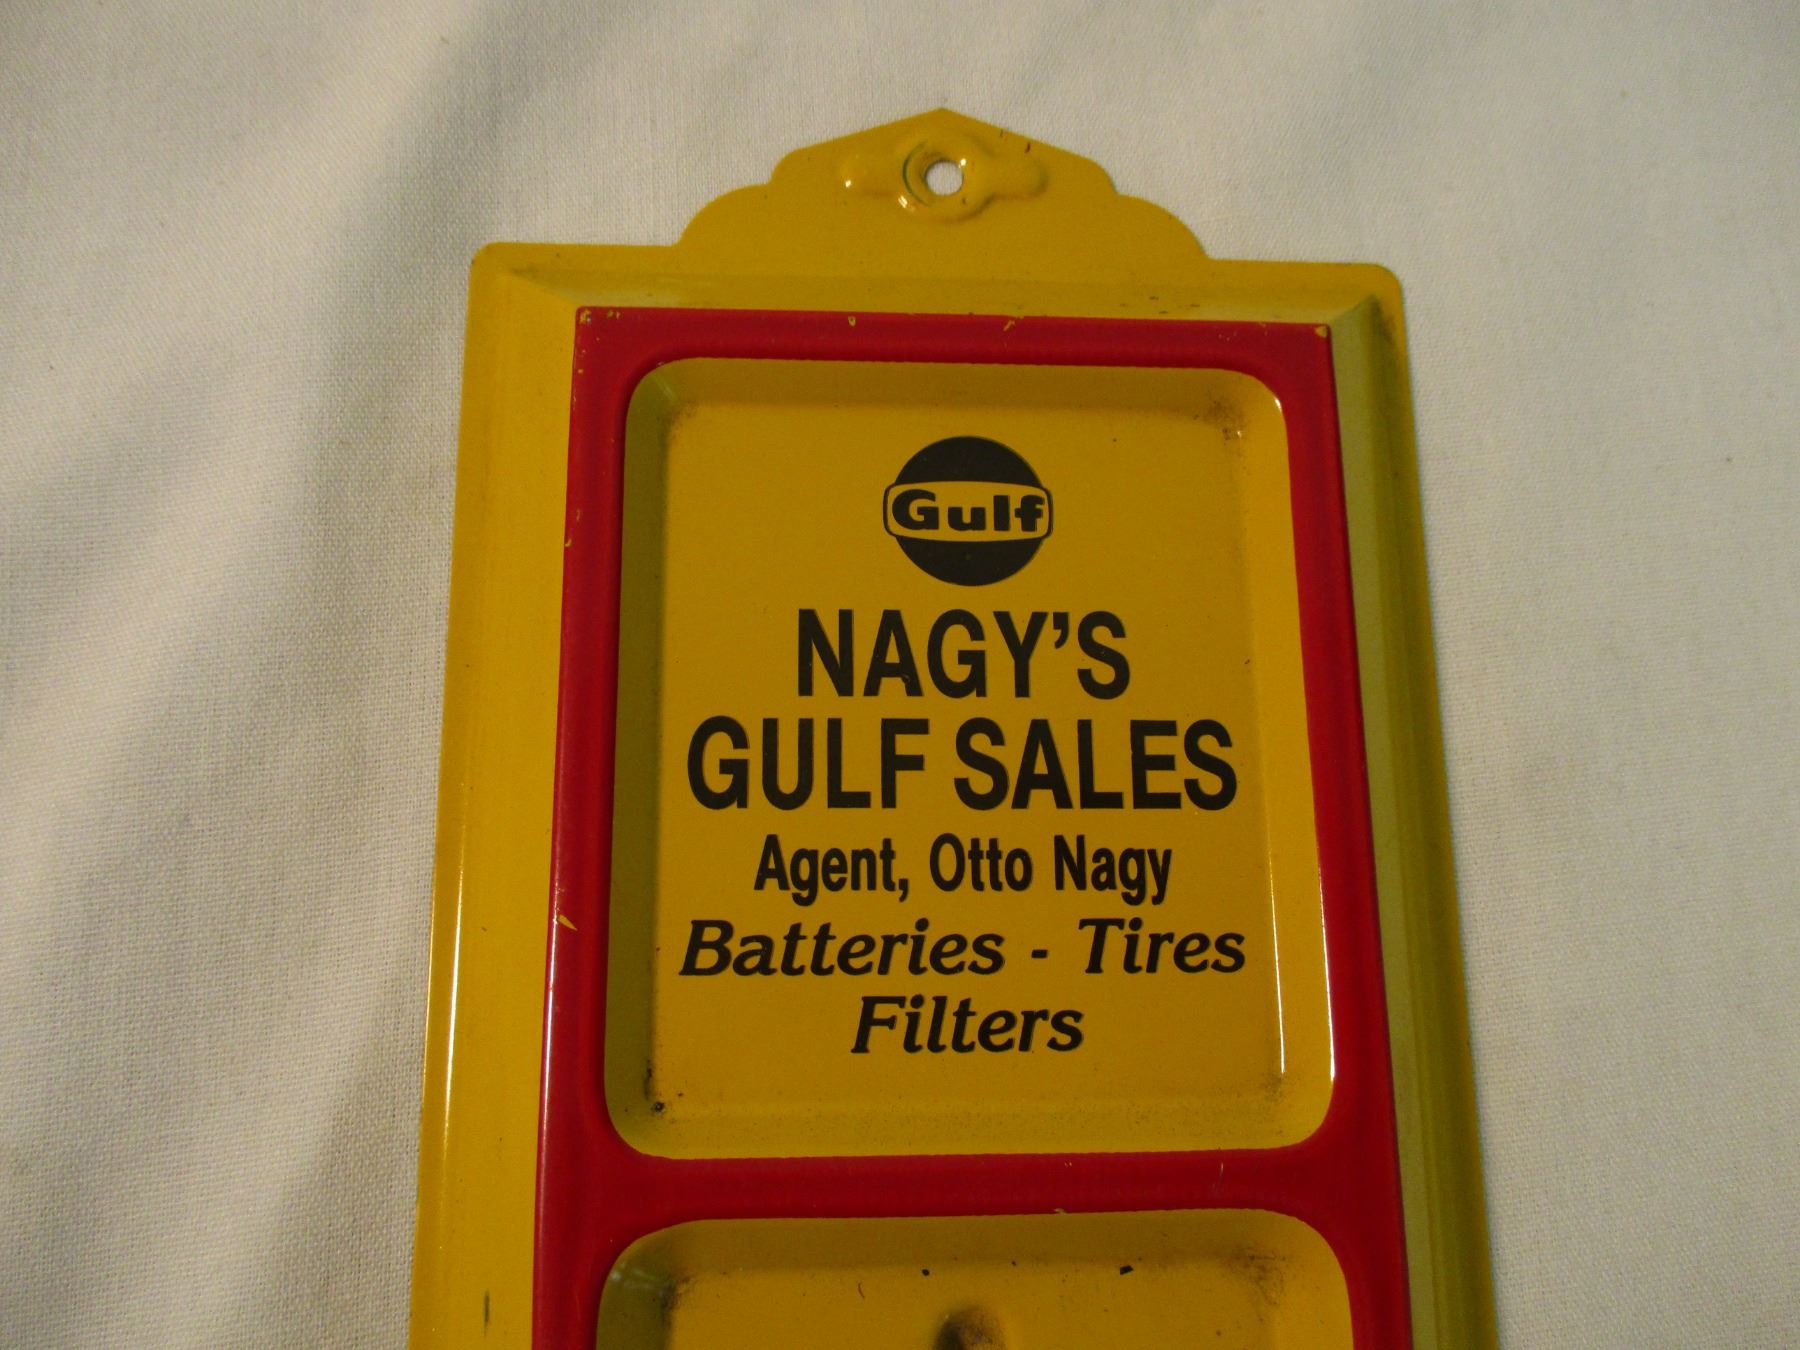 Gulf
NAGY'S
GULF SALES
Agent, Otto Nagy
Batteries - Tires
Filters